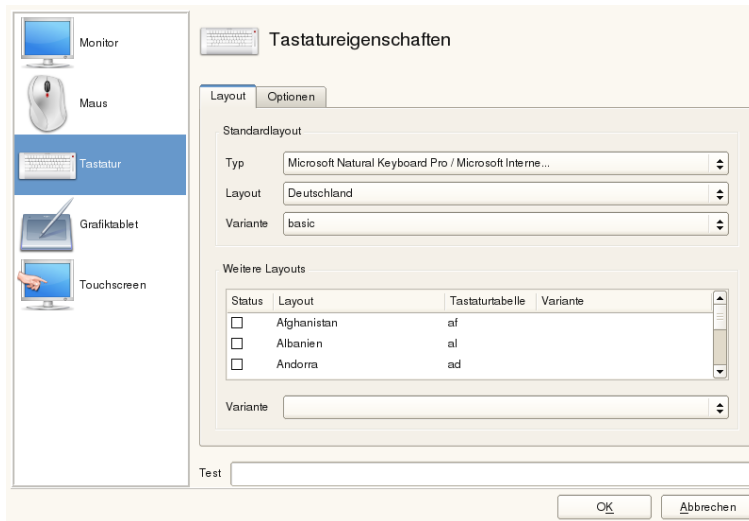 Monitor
Maus
Tastatur
Grafiktablet
Touchscreen
Tastatureigenschaften
Layout Optionen
Standardlayout
Typ Microsoft Natural Keyboard Pro / Microsoft Interne...
Layout Deutschland
Variante basic
Weitere Layouts
Status Layout Tastaturtabelle Variante
Afghanistan af
Albanien al
Andorra ad
Variante
Test
OK Abbrechen